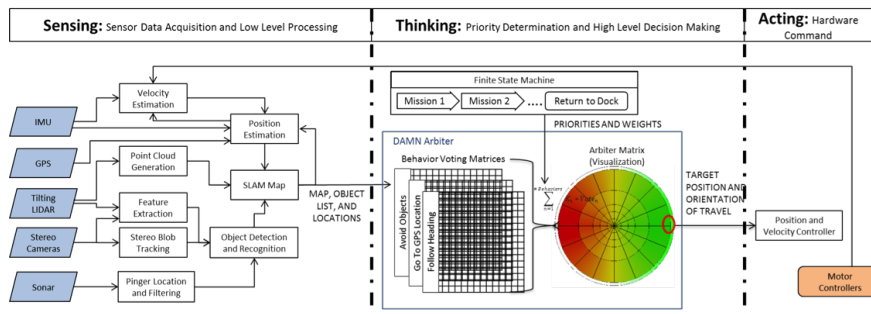 Sensing: Sensor Data Acquisition and Low Level Processing
Thinking: Priority Determination and High Level Decision Making
Acting: Hardware
Command
IMU
GPS
Tilting
LIDAR
Stereo
Cameras
Sonar
Velocity
Estimation
Position
Estimation
Point Cloud
Generation
SLAM Map
Feature
Extraction
Stereo Blob
Tracking
Object Detection
and Recognition
Pinger Location
and Filtering
MAP, OBJECT
LIST, AND
LOCATIONS
Finite State Machine
Mission 1
Mission 2
....
Return to Dock
PRIORITIES AND WEIGHTS
DAMN Arbiter
Behavior Voting Matrices
Avoid Objects
Go To GPS Location
Follow Heading
Arbiter Matrix
(Visualization)
TARGET
POSITION AND
ORIENTATION
OF TRAVEL
Position and
Velocity Controller
Motor
Controllers